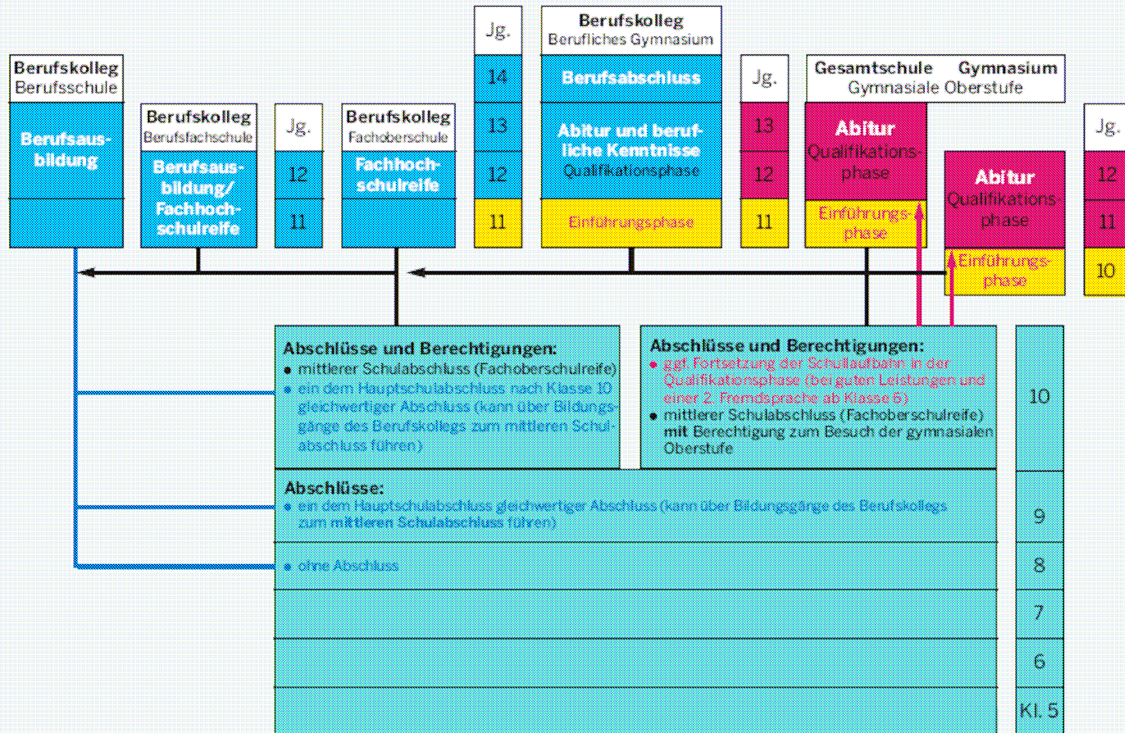 Berufskolleg
Berufsschule
Berufsaus-
bildung
Berufskolleg
Berufsfachschule
Berufsaus-
bildung/
Fachhoch-
schulreife
Jg.
12
11
Berufskolleg
Fachoberschule
Fachhoch-
schulreife
Jg.
14
13
12
11
Berufskolleg
Berufliches Gymnasium
Berufsabschluss
Abitur und beruf-
liche Kenntnisse
Qualifikationsphase
Einführungsphase
Jg.
13
12
11
Gesamtschule Gymnasium
Gymnasiale Oberstufe
Abitur
Qualifikations-
phase
Einführungs-
phase
Abitur
Qualifikations-
phase
Einführungs-
phase
Jg.
12
11
10
Abschlüsse und Berechtigungen:
• mittlerer Schulabschluss (Fachoberschulreife)
• ein dem Hauptschulabschluss nach Klasse 10
gleichwertiger Abschluss (kann über Bildungs-
gänge des Berufskollegs zum mittleren Schul-
abschluss führen)
Abschlüsse und Berechtigungen:
• ggf. Fortsetzung der Schullaufbahn in der
Qualifikationsphase (bei guten Leistungen und
einer 2. Fremdsprache ab Klasse 6)
• mittlerer Schulabschluss (Fachoberschulreife)
mit Berechtigung zum Besuch der gymnasialen
Oberstufe
10
Abschlüsse:
• ein dem Hauptschulabschluss gleichwertiger Abschluss (kann über Bildungsgänge des Berufskollegs
zum mittleren Schulabschluss führen)
9
• ohne Abschluss
8
7
6
Kl. 5